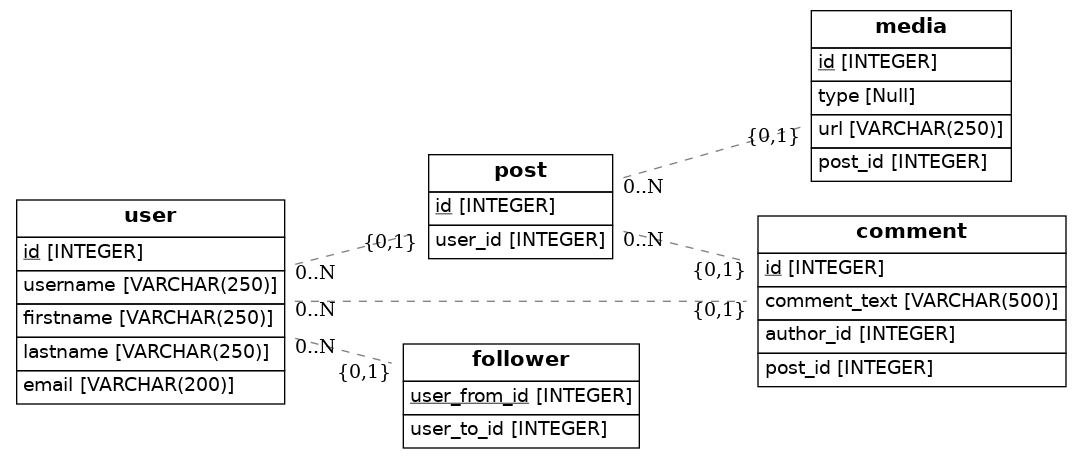 media
id [INTEGER]
type [Null]
url [VARCHAR(250)]
post_id [INTEGER]
{0,1}
0..N
post
id [INTEGER]
user_id [INTEGER]
{0,1}
0..N
0..N
{0,1}
user
id [INTEGER]
username [VARCHAR(250)]
firstname [VARCHAR(250)]
lastname [VARCHAR(250)]
email [VARCHAR(200)]
comment
id [INTEGER]
comment_text [VARCHAR(500)]
author_id [INTEGER]
post_id [INTEGER]
0..N
{0,1}
0..N
{0,1}
follower
user_from_id [INTEGER]
user_to_id [INTEGER]